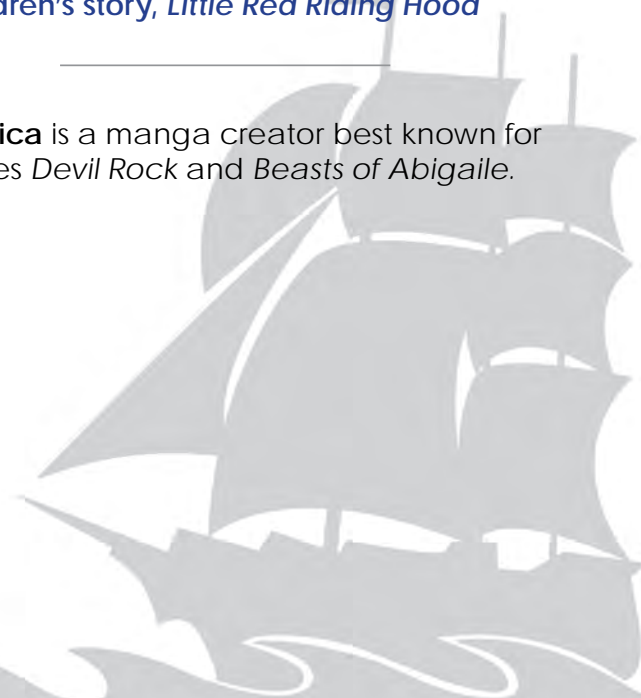 dren's story, Little Red Riding Hood
ica is a manga creator best known for
es Devil Rock and Beasts of Abigaile.